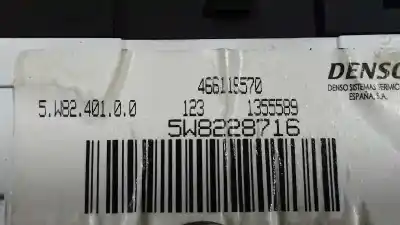 466115570
DENSO
5.W82.401.0.0
123
1355589
DENSO SISTEMAS TERMICOS
ESPAÑA, S.A.
5W8228716